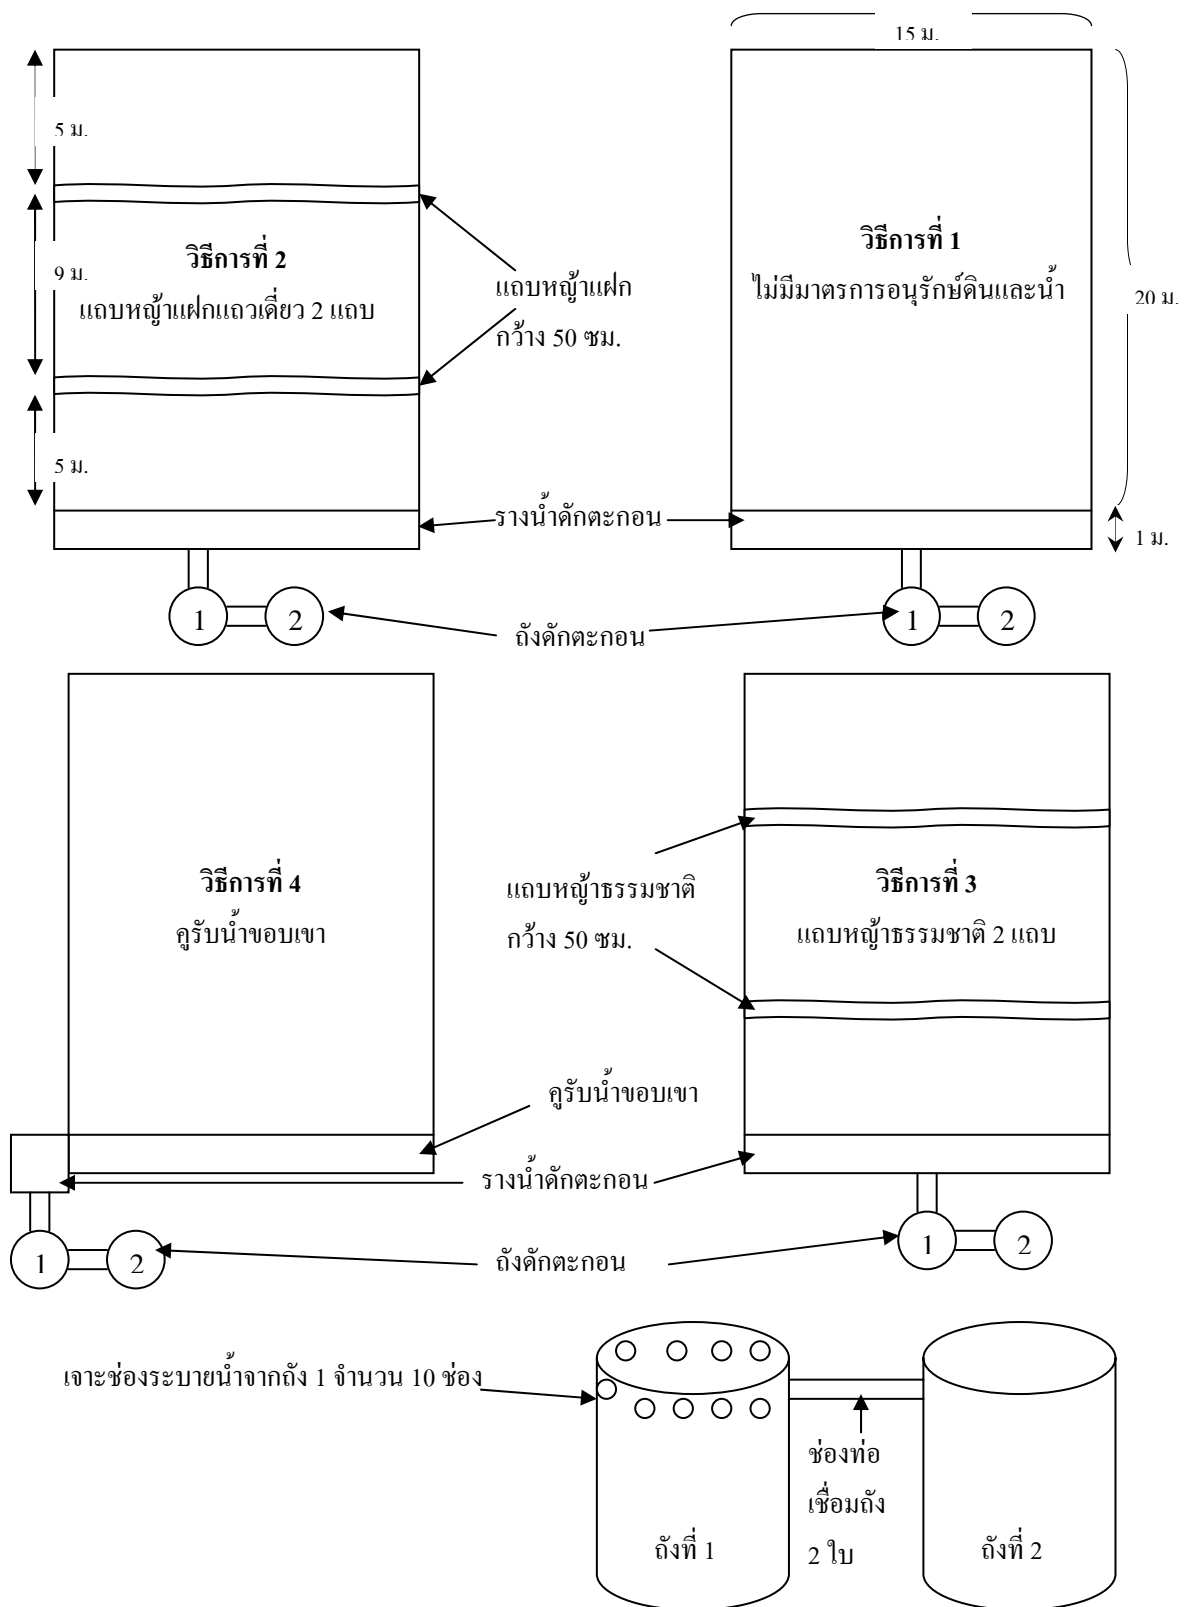 15 ม.
5 ม.
9 ม.
5 ม.
วิธีการที่ 2
แถบหญ้าแฝกแถวเดี่ยว 2 แถบ
แถบหญ้าแฝก
กว้าง 50 ซม.
วิธีการที่ 1
ไม่มีมาตรการอนุรักษ์ดินและน้ำ
20 ม.
รางน้ำดักตะกอน
1 ม.
1
2
ถังดักตะกอน
1
2
วิธีการที่ 4
คูรับน้ำขอบเขา
แถบหญ้าธรรมชาติ
กว้าง 50 ซม.
วิธีการที่ 3
แถบหญ้าธรรมชาติ 2 แถบ
คูรับน้ำขอบเขา
รางน้ำดักตะกอน
1
2
ถังดักตะกอน
1
2
เจาะช่องระบายน้ำจากถัง 1 จำนวน 10 ช่อง
ช่องท่อ
เชื่อมถัง
2 ใบ
ถังที่ 1
ถังที่ 2